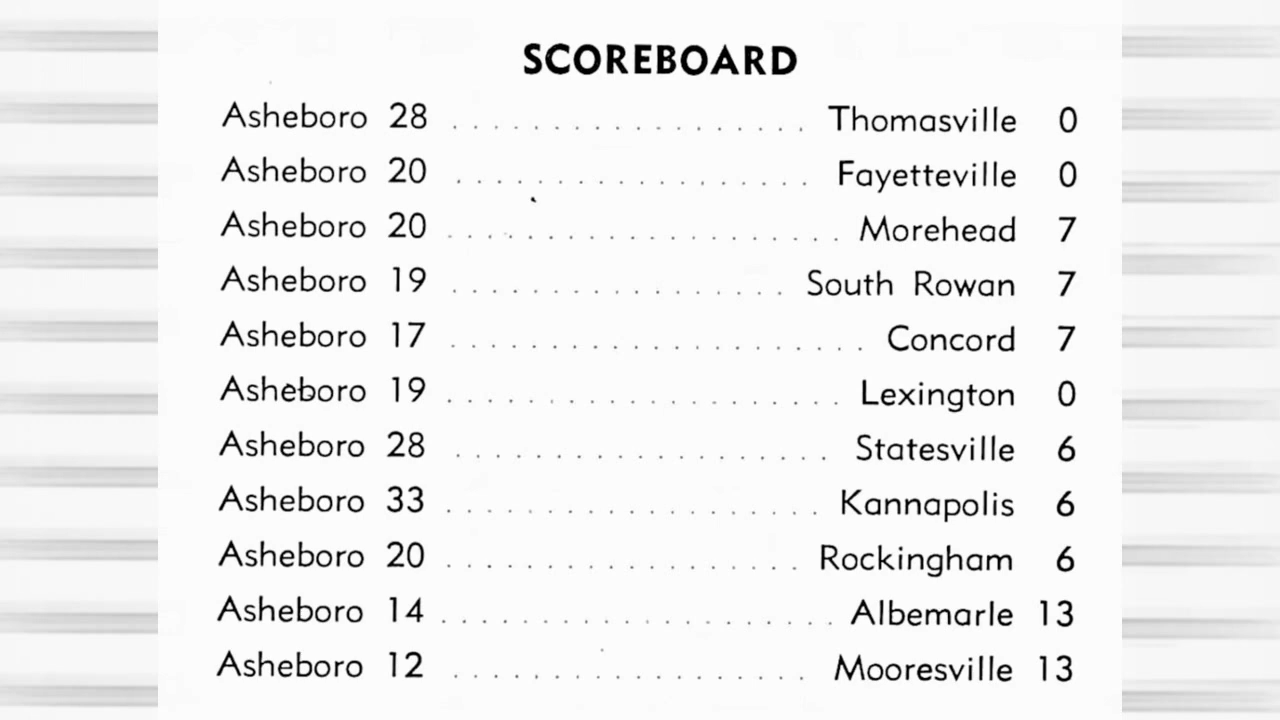 SCOREBOARD
Asheboro 28 .................. Thomasville 0
Asheboro 20 .................. Fayetteville 0
Asheboro 20 .................... Morehead 7
Asheboro 19 ................. South Rowan 7
Asheboro 17 ..................... Concord 7
Asheboro 19 .................... Lexington 0
Asheboro 28 ................... Statesville 6
Asheboro 33 ................... Kannapolis 6
Asheboro 20 .................. Rockingham 6
Asheboro 14 .................... Albemarle 13
Asheboro 12 .................. Mooresville 13